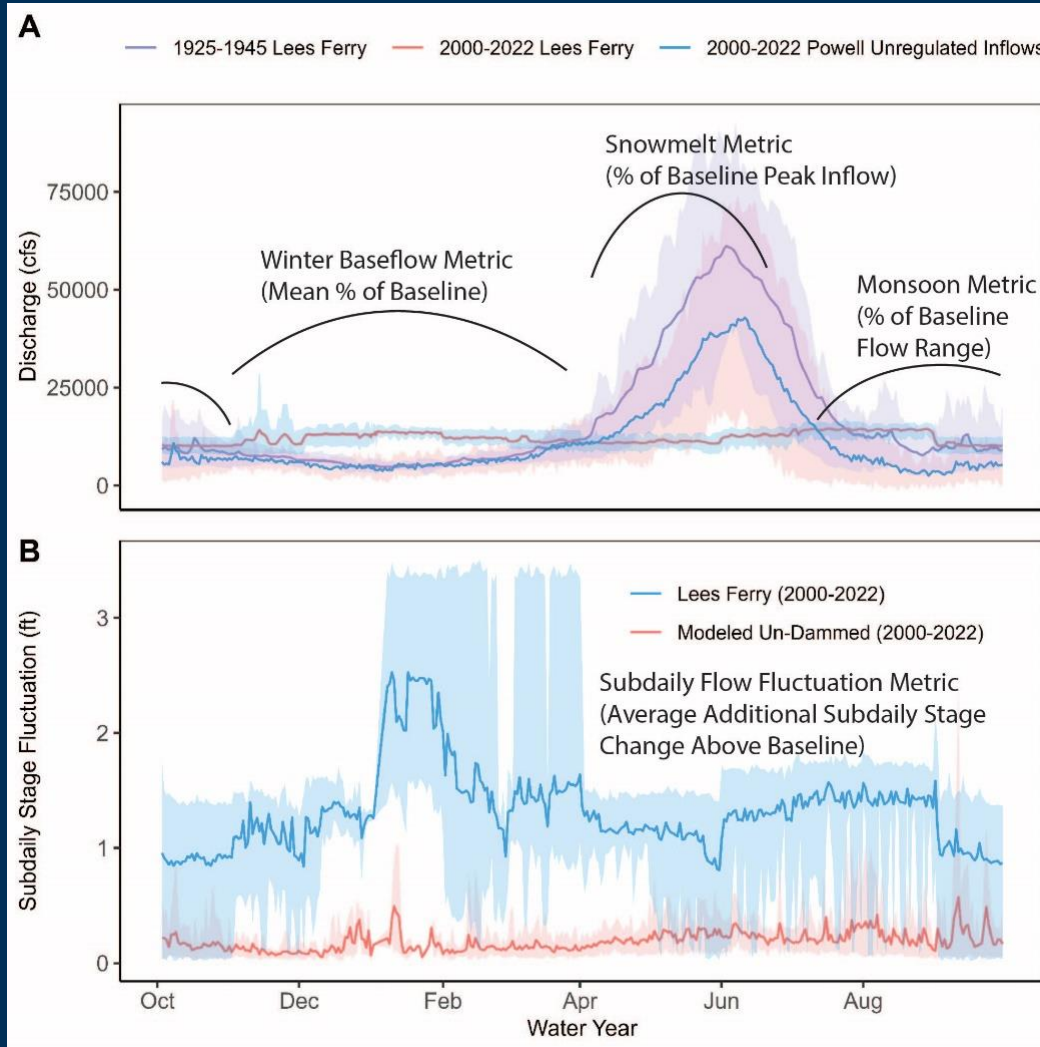 A
1925-1945 Lees Ferry 2000-2022 Lees Ferry 2000-2022 Powell Unregulated Inflows
Discharge (cfs)
75000
50000
25000
0
Winter Baseflow Metric
(Mean % of Baseline)
Snowmelt Metric
(% of Baseline Peak Inflow)
Monsoon Metric
(% of Baseline
Flow Range)
B
Subdaily Stage Fluctuation (ft)
3
2
1
0
Lees Ferry (2000-2022)
Modeled Un-Dammed (2000-2022)
Subdaily Flow Fluctuation Metric
(Average Additional Subdaily Stage
Change Above Baseline)
Oct Dec Feb Apr Jun Aug
Water Year